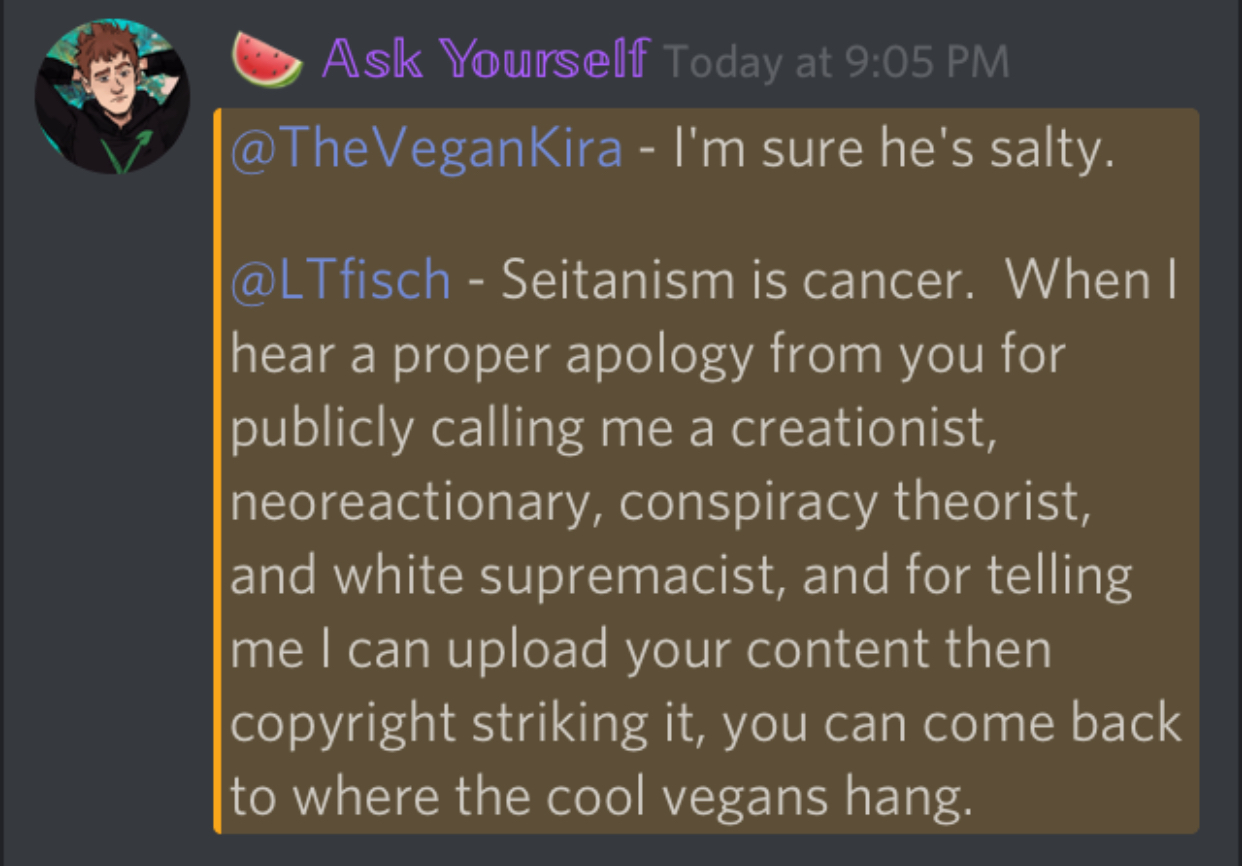 🍉 𝔸𝕤𝕜 𝕐𝕠𝕦𝕣𝕤𝕖𝕝𝕗 Today at 9:05 PM
@TheVeganKira - I'm sure he's salty.
@LTfisch - Seitanism is cancer.  When I
hear a proper apology from you for
publicly calling me a creationist,
neoreactionary, conspiracy theorist,
and white supremacist, and for telling
me I can upload your content then
copyright striking it, you can come back
to where the cool vegans hang.